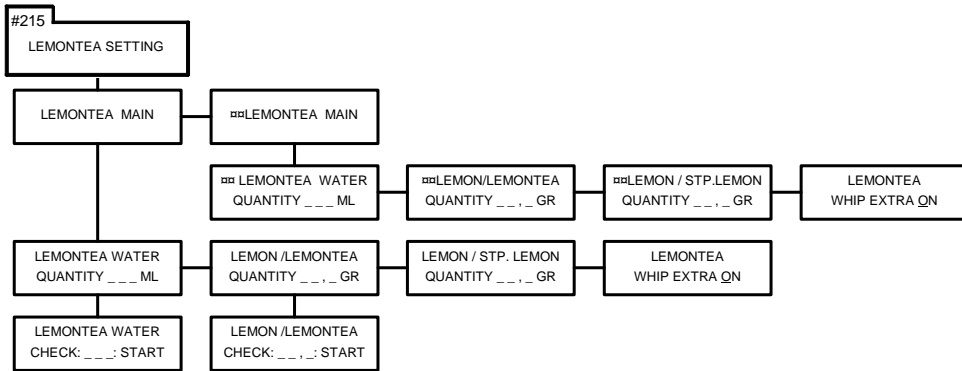 #215
LEMONTEA SETTING
LEMONTEA MAIN
¤¤LEMONTEA MAIN
¤¤ LEMONTEA WATER
QUANTITY _ _ _ ML
¤¤LEMON/LEMONTEA
QUANTITY _ _ , _ GR
¤¤LEMON / STP.LEMON
QUANTITY _ _ , _ GR
LEMONTEA
WHIP EXTRA ON
LEMONTEA WATER
QUANTITY _ _ _ ML
LEMON /LEMONTEA
QUANTITY _ _ , _ GR
LEMON / STP. LEMON
QUANTITY _ _ , _ GR
LEMONTEA
WHIP EXTRA ON
LEMONTEA WATER
CHECK: _ _ _: START
LEMON /LEMONTEA
CHECK: _ _ , _: START